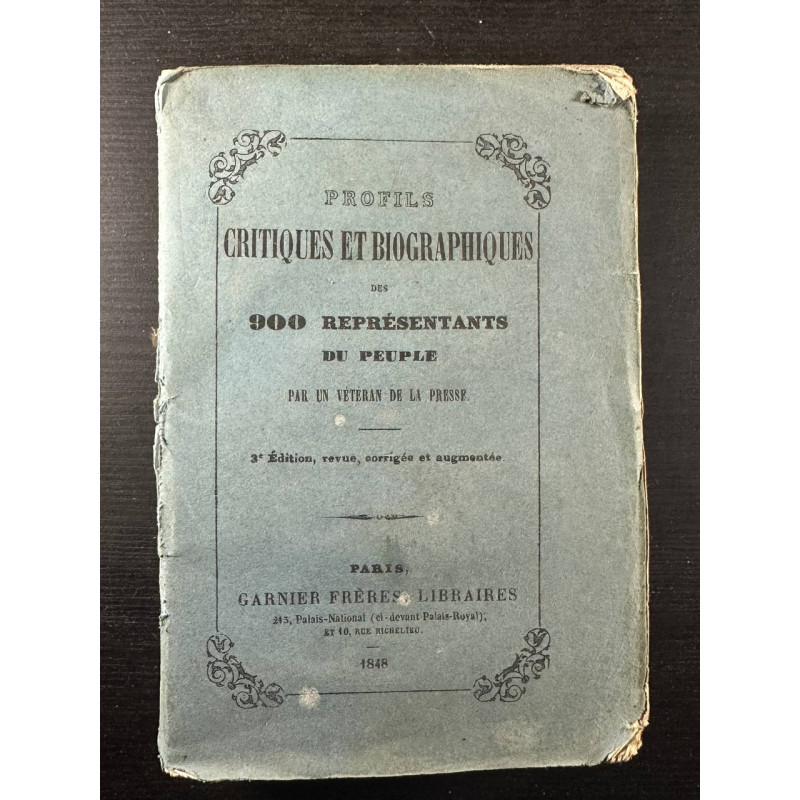 PROFILS
CRITIQUES ET BIOGRAPHIQUES
DES
900 REPRÉSENTANTS
DU PEUPLE
PAR UN VÉTÉRAN DE LA PRESSE.
3e Édition, revue, corrigée et augmentée.
PARIS,
GARNIER FRÈRES, LIBRAIRES
215, Palais-National (ci-devant Palais-Royal);
ET 10, RUE RICHELIEU.
1848